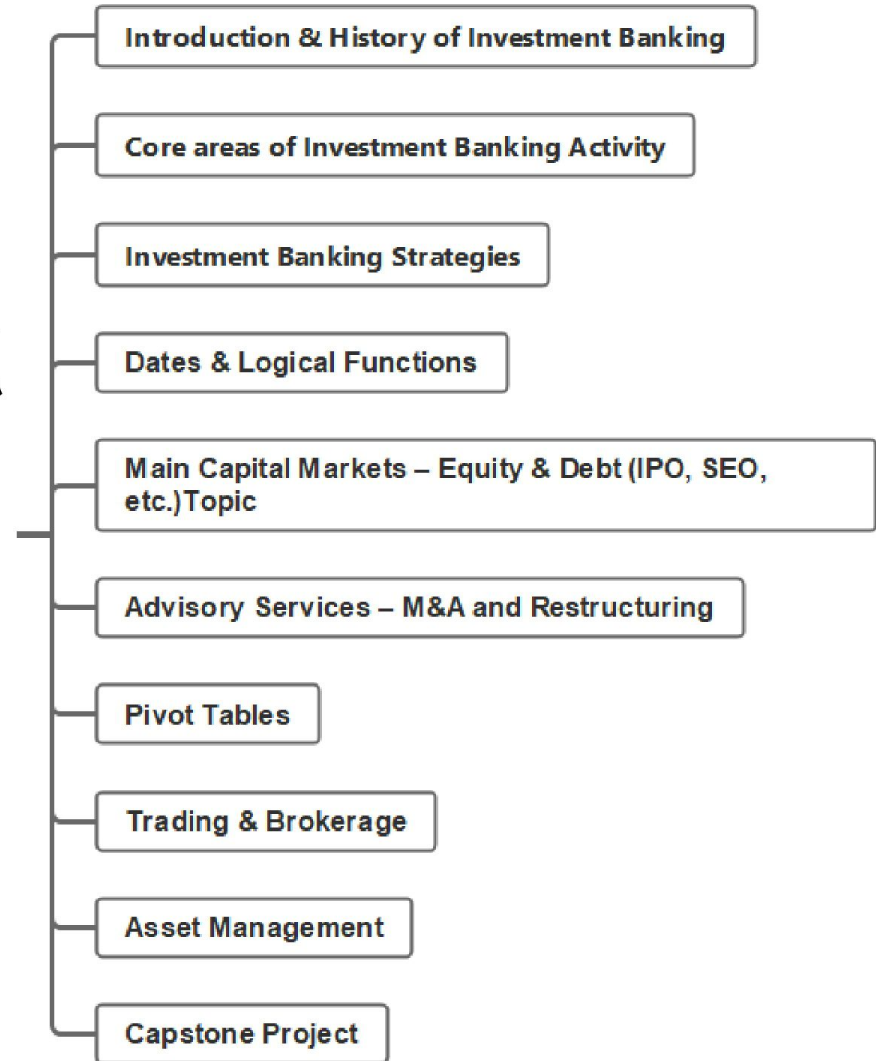 Introduction & History of Investment Banking
Core areas of Investment Banking Activity
Investment Banking Strategies
Dates & Logical Functions
Main Capital Markets – Equity & Debt (IPO, SEO,
etc.)Topic
Advisory Services – M&A and Restructuring
Pivot Tables
Trading & Brokerage
Asset Management
Capstone Project